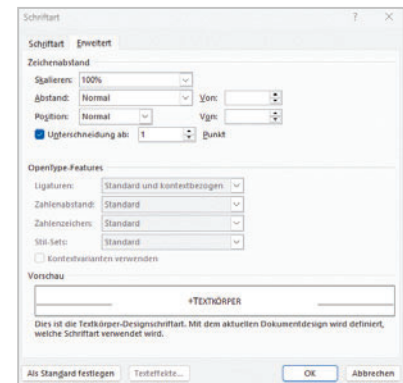 Schriftart ? ×
Schriftart Erweitert
Zeichenabstand
Skalieren: 100%
Abstand: Normal Von:
Position: Normal Von:
Unterschneidung ab: 1 Punkt
OpenType-Features
Ligaturen: Standard und kontextbezogen
Zahlenabstand: Standard
Zahlenzeichen: Standard
Stil-Sets: Standard
Kontextvarianten verwenden
Vorschau
+TEXTKÖRPER
Dies ist die Textkörper-Designschriftart. Mit dem aktuellen Dokumentdesign wird definiert,
welche Schriftart verwendet wird.
Als Standard festlegen Texteffekte... OK Abbrechen